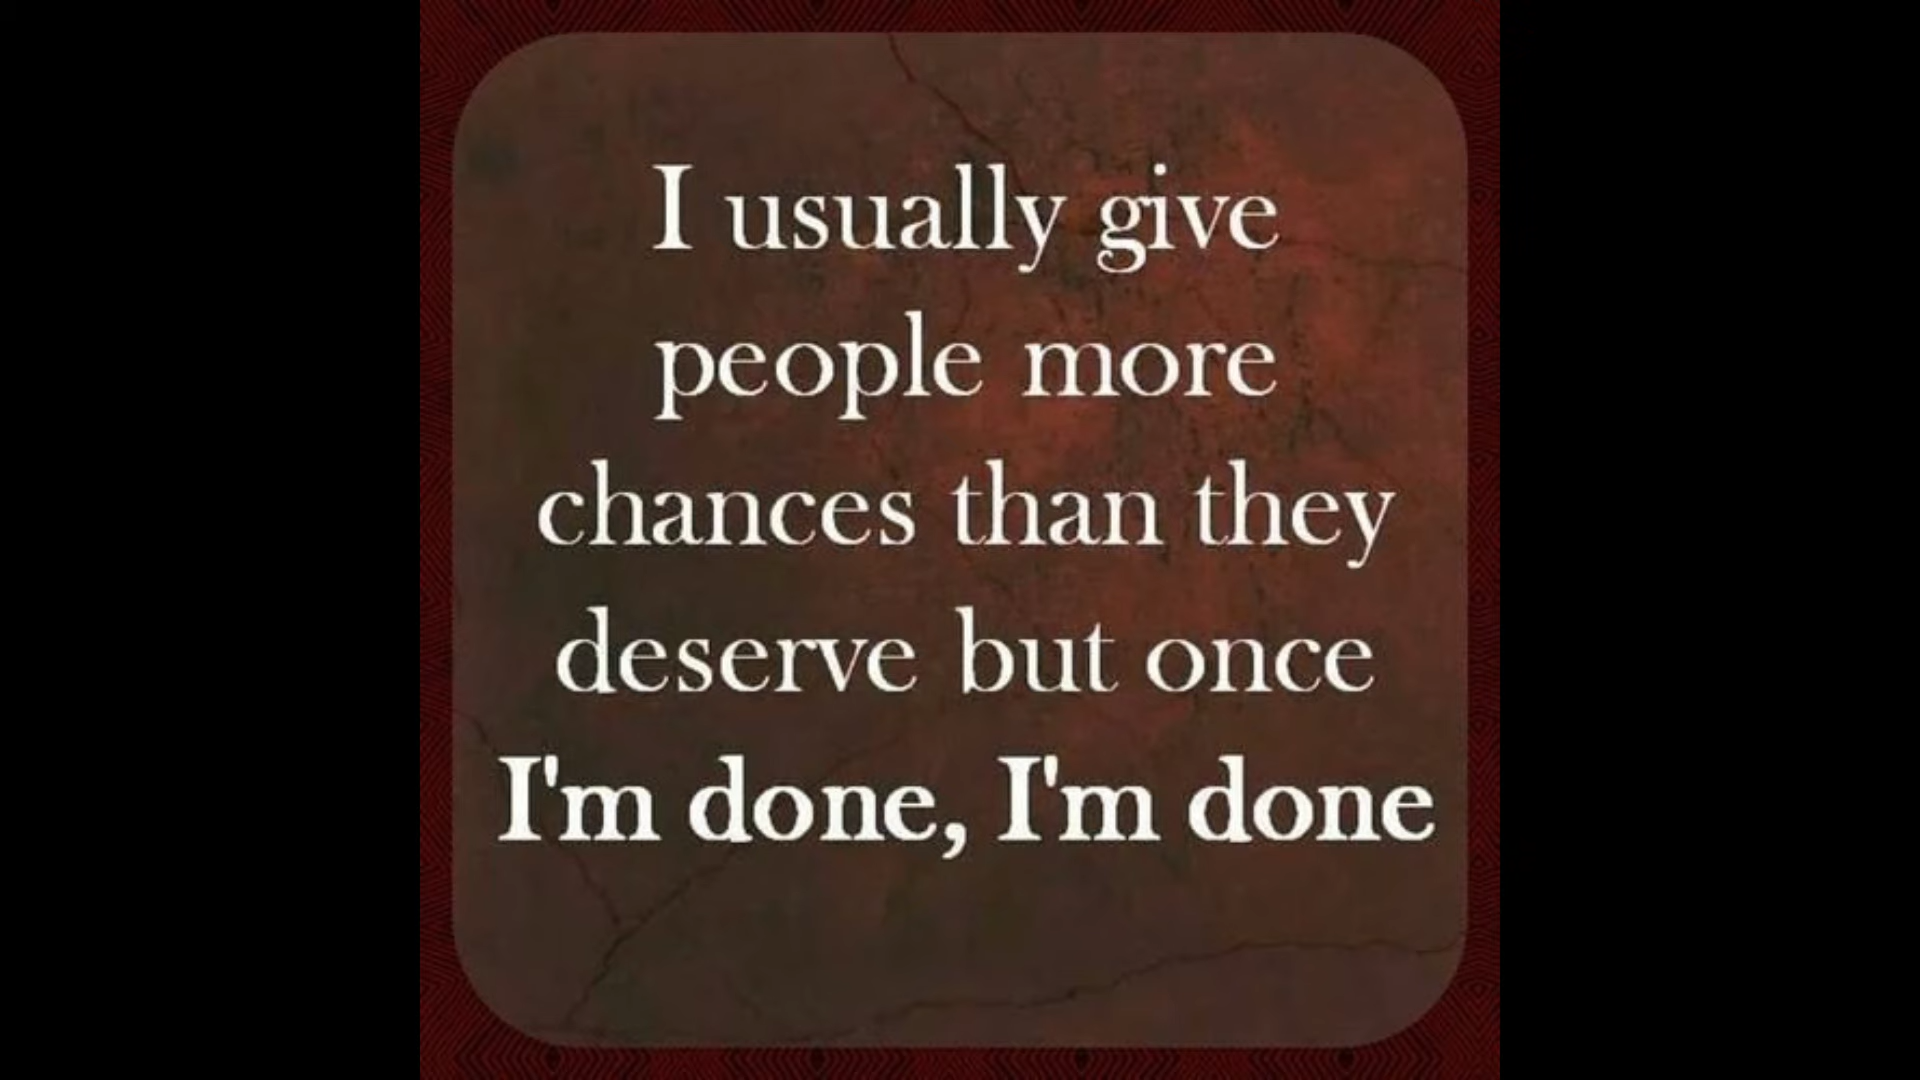 I usually give
people more
chances than they
deserve but once
I'm done, I'm done